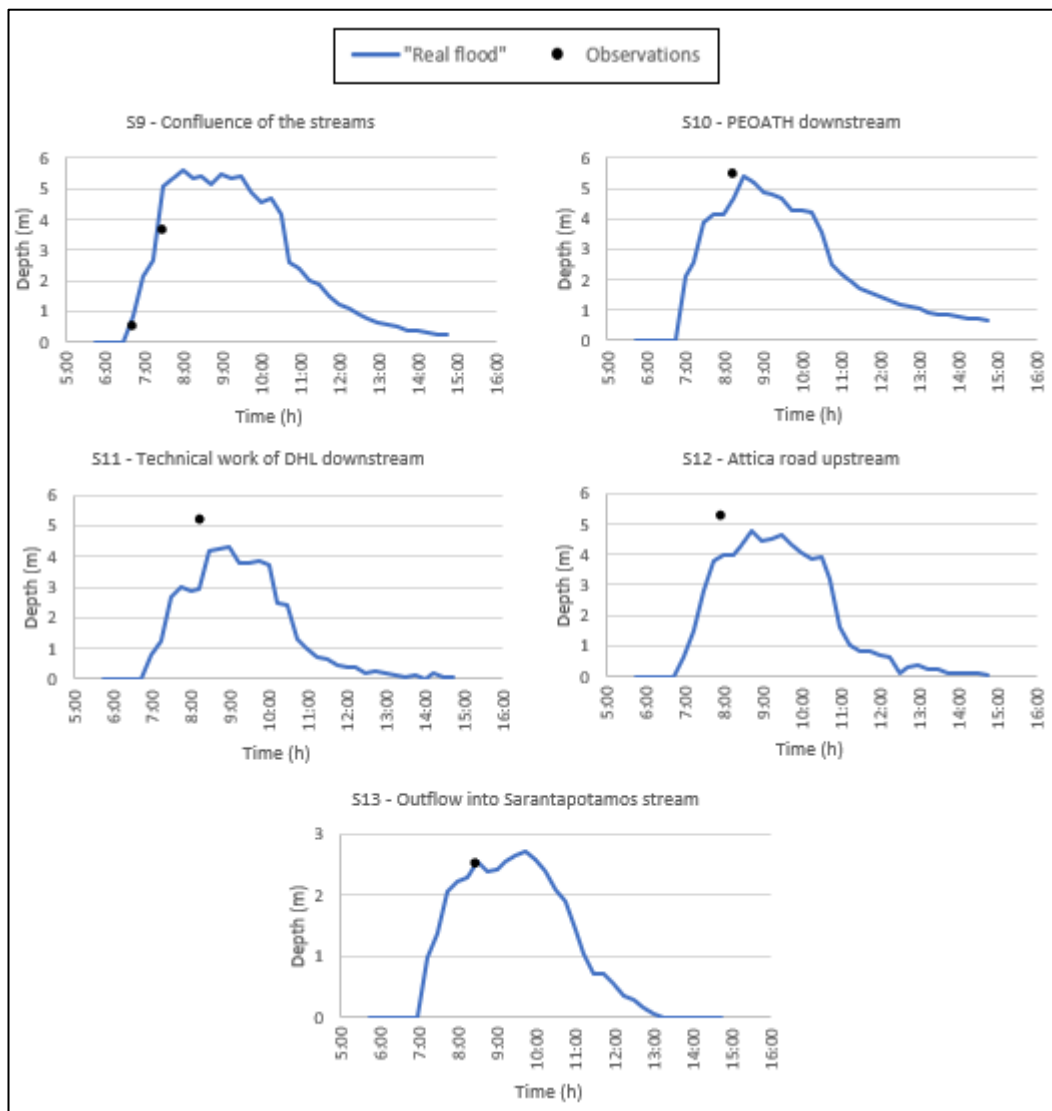 "Real flood" Observations
S9 - Confluence of the streams
6
5
4
3
2
1
0
Depth (m)
5:00 6:00 7:00 8:00 9:00 10:00 11:00 12:00 13:00 14:00 15:00 16:00
Time (h)
S10 - PEOATH downstream
6
5
4
3
2
1
0
Depth (m)
5:00 6:00 7:00 8:00 9:00 10:00 11:00 12:00 13:00 14:00 15:00 16:00
Time (h)
S11 - Technical work of DHL downstream
6
5
4
3
2
1
0
Depth (m)
5:00 6:00 7:00 8:00 9:00 10:00 11:00 12:00 13:00 14:00 15:00 16:00
Time (h)
S12 - Attica road upstream
6
5
4
3
2
1
0
Depth (m)
5:00 6:00 7:00 8:00 9:00 10:00 11:00 12:00 13:00 14:00 15:00 16:00
Time (h)
S13 - Outflow into Sarantapotamos stream
3
2
1
0
Depth (m)
5:00 6:00 7:00 8:00 9:00 10:00 11:00 12:00 13:00 14:00 15:00 16:00
Time (h)